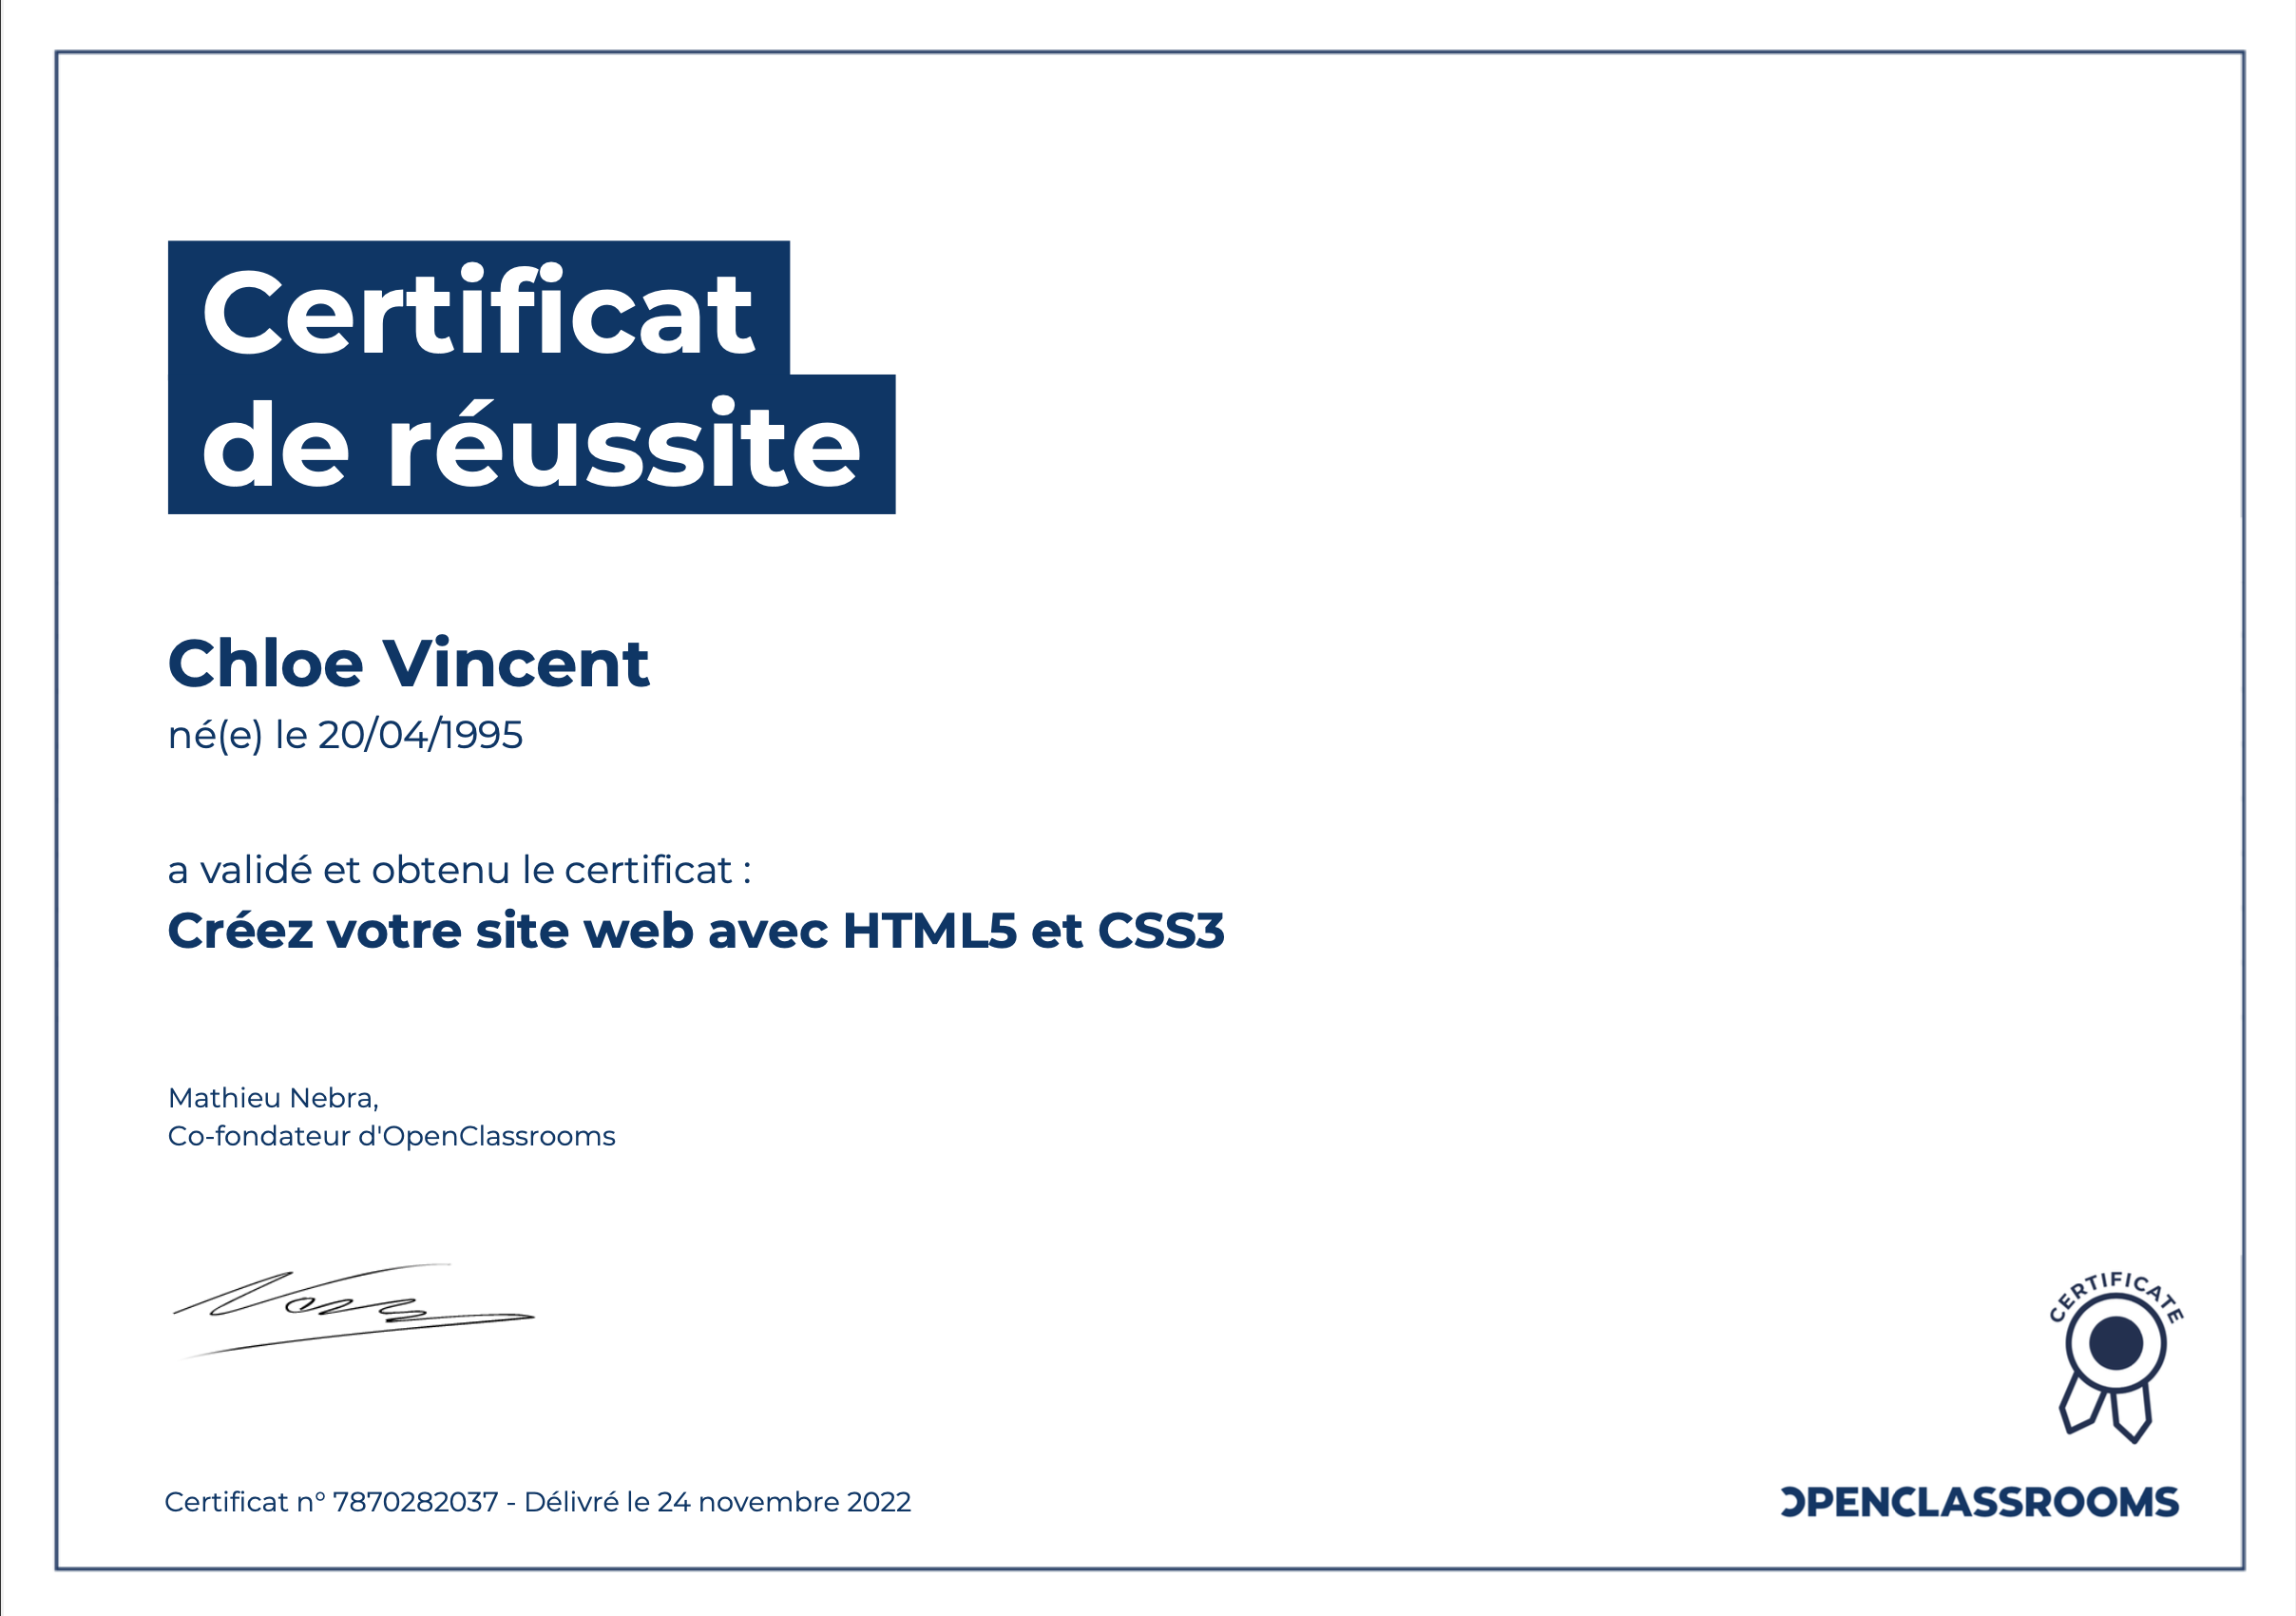 Certificat
de réussite
Chloe Vincent
né(e) le 20/04/1995
a validé et obtenu le certificat :
Créez votre site web avec HTML5 et CSS3
Mathieu Nebra,
Co-fondateur d'OpenClassrooms
CERTIFICATE
Certificat n° 7870282037 - Délivré le 24 novembre 2022
OPENCLASSROOMS